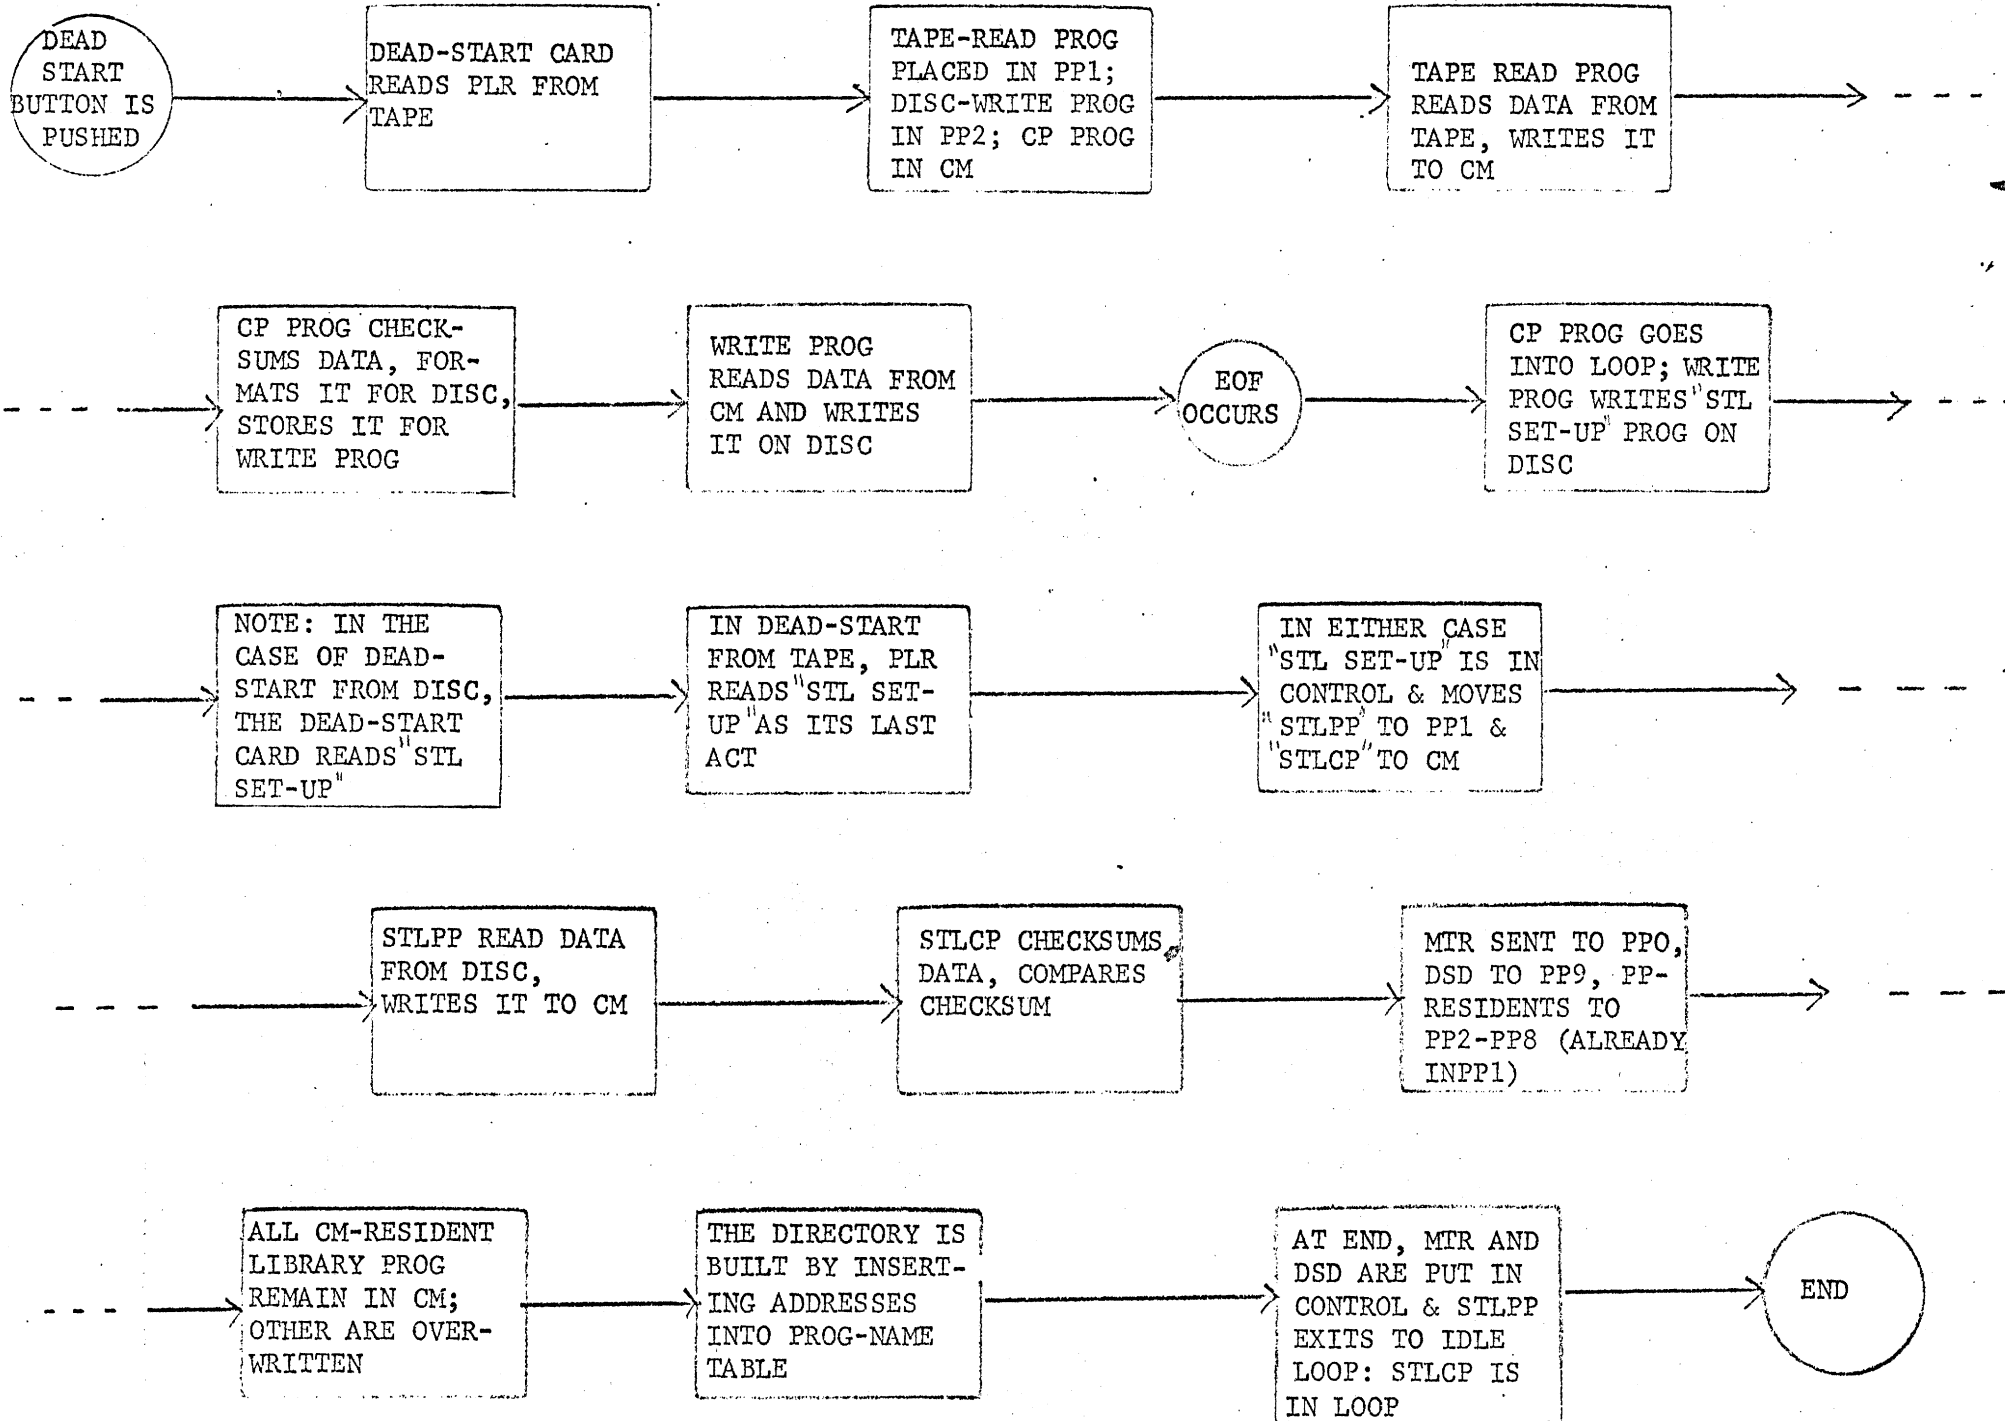 DEAD
START
BUTTON IS
PUSHED
DEAD-START CARD
READS PLR FROM
TAPE
TAPE-READ PROG
PLACED IN PP1;
DISC-WRITE PROG
IN PP2; CP PROG
IN CM
TAPE READ PROG
READS DATA FROM
TAPE, WRITES IT
TO CM
CP PROG CHECK-
SUMS DATA, FOR-
MATS IT FOR DISC,
STORES IT FOR
WRITE PROG
WRITE PROG
READS DATA FROM
CM AND WRITES
IT ON DISC
EOF
OCCURS
CP PROG GOES
INTO LOOP; WRITE
PROG WRITES "STL
SET-UP" PROG ON
DISC
NOTE: IN THE
CASE OF DEAD-
START FROM DISC,
THE DEAD-START
CARD READS "STL
SET-UP"
IN DEAD-START
FROM TAPE, PLR
READS "STL SET-
UP" AS ITS LAST
ACT
IN EITHER CASE
"STL SET-UP" IS IN
CONTROL & MOVES
"STLPP" TO PP1 &
"STLCP" TO CM
STLPP READ DATA
FROM DISC,
WRITES IT TO CM
STLCP CHECKSUMS
DATA, COMPARES
CHECKSUM
MTR SENT TO PP0,
DSD TO PP9, PP-
RESIDENTS TO
PP2-PP8 (ALREADY
INPP1)
ALL CM-RESIDENT
LIBRARY PROG
REMAIN IN CM;
OTHER ARE OVER-
WRITTEN
THE DIRECTORY IS
BUILT BY INSERT-
ING ADDRESSES
INTO PROG-NAME
TABLE
AT END, MTR AND
DSD ARE PUT IN
CONTROL & STLPP
EXITS TO IDLE
LOOP: STLCP IS
IN LOOP
END